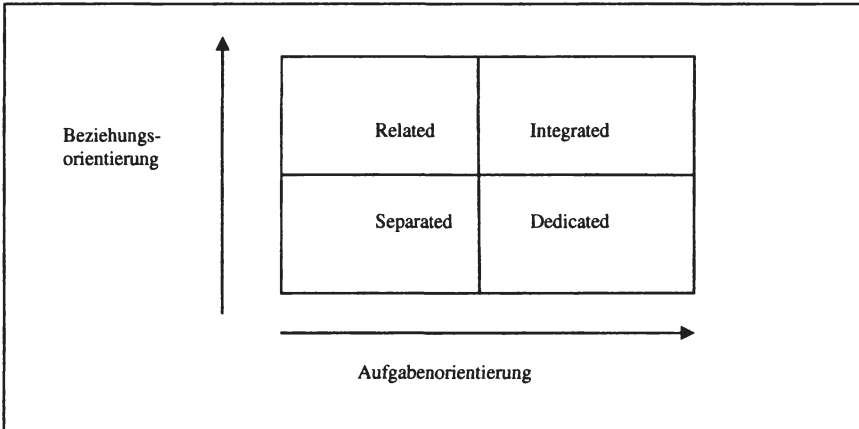 Beziehungs-
orientierung
Related
Integrated
Separated
Dedicated
Aufgabenorientierung